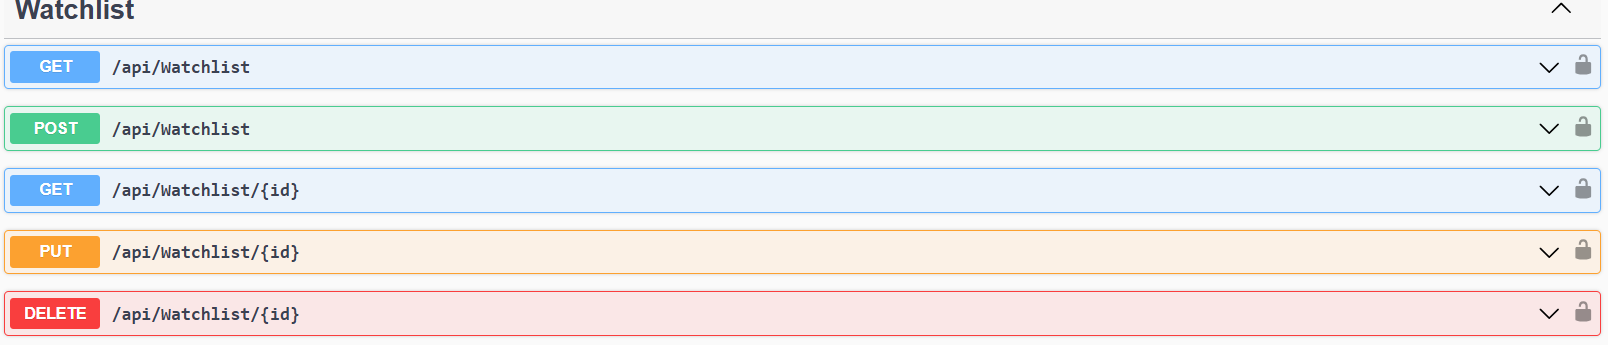 Watchlist
GET /api/Watchlist
POST /api/Watchlist
GET /api/Watchlist/{id}
PUT /api/Watchlist/{id}
DELETE /api/Watchlist/{id}